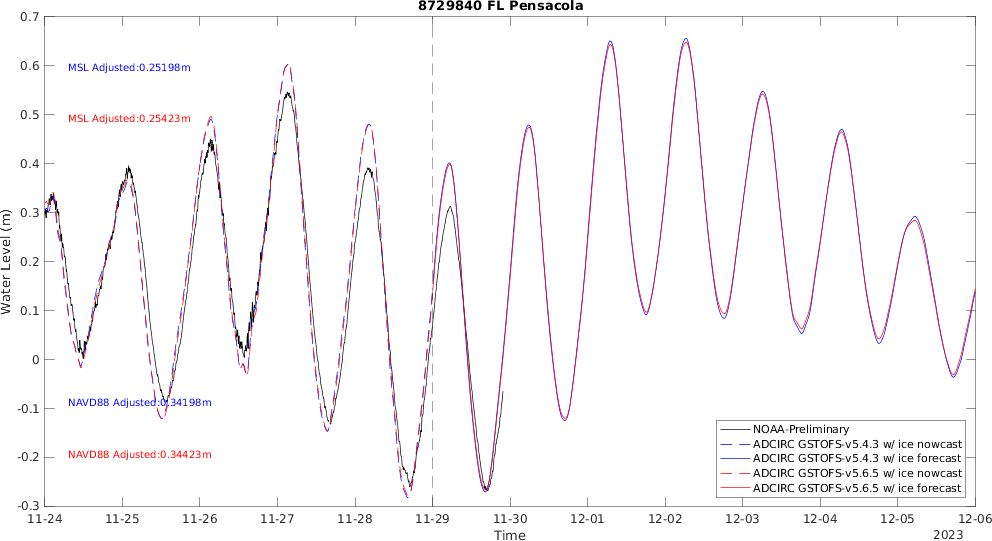 8729840 FL Pensacola
0.7
0.6
0.5
0.4
0.3
0.2
0.1
0
-0.1
-0.2
-0.3
Water Level (m)
MSL Adjusted:0.25198m
MSL Adjusted:0.25423m
NAVD88 Adjusted:0.34198m
NAVD88 Adjusted:0.34423m
NOAA-Preliminary
ADCIRC GSTOFS-v5.4.3 w/ ice nowcast
ADCIRC GSTOFS-v5.4.3 w/ ice forecast
ADCIRC GSTOFS-v5.6.5 w/ ice nowcast
ADCIRC GSTOFS-v5.6.5 w/ ice forecast
11-24 11-25 11-26 11-27 11-28 11-29 11-30 12-01 12-02 12-03 12-04 12-05 12-06
Time
2023